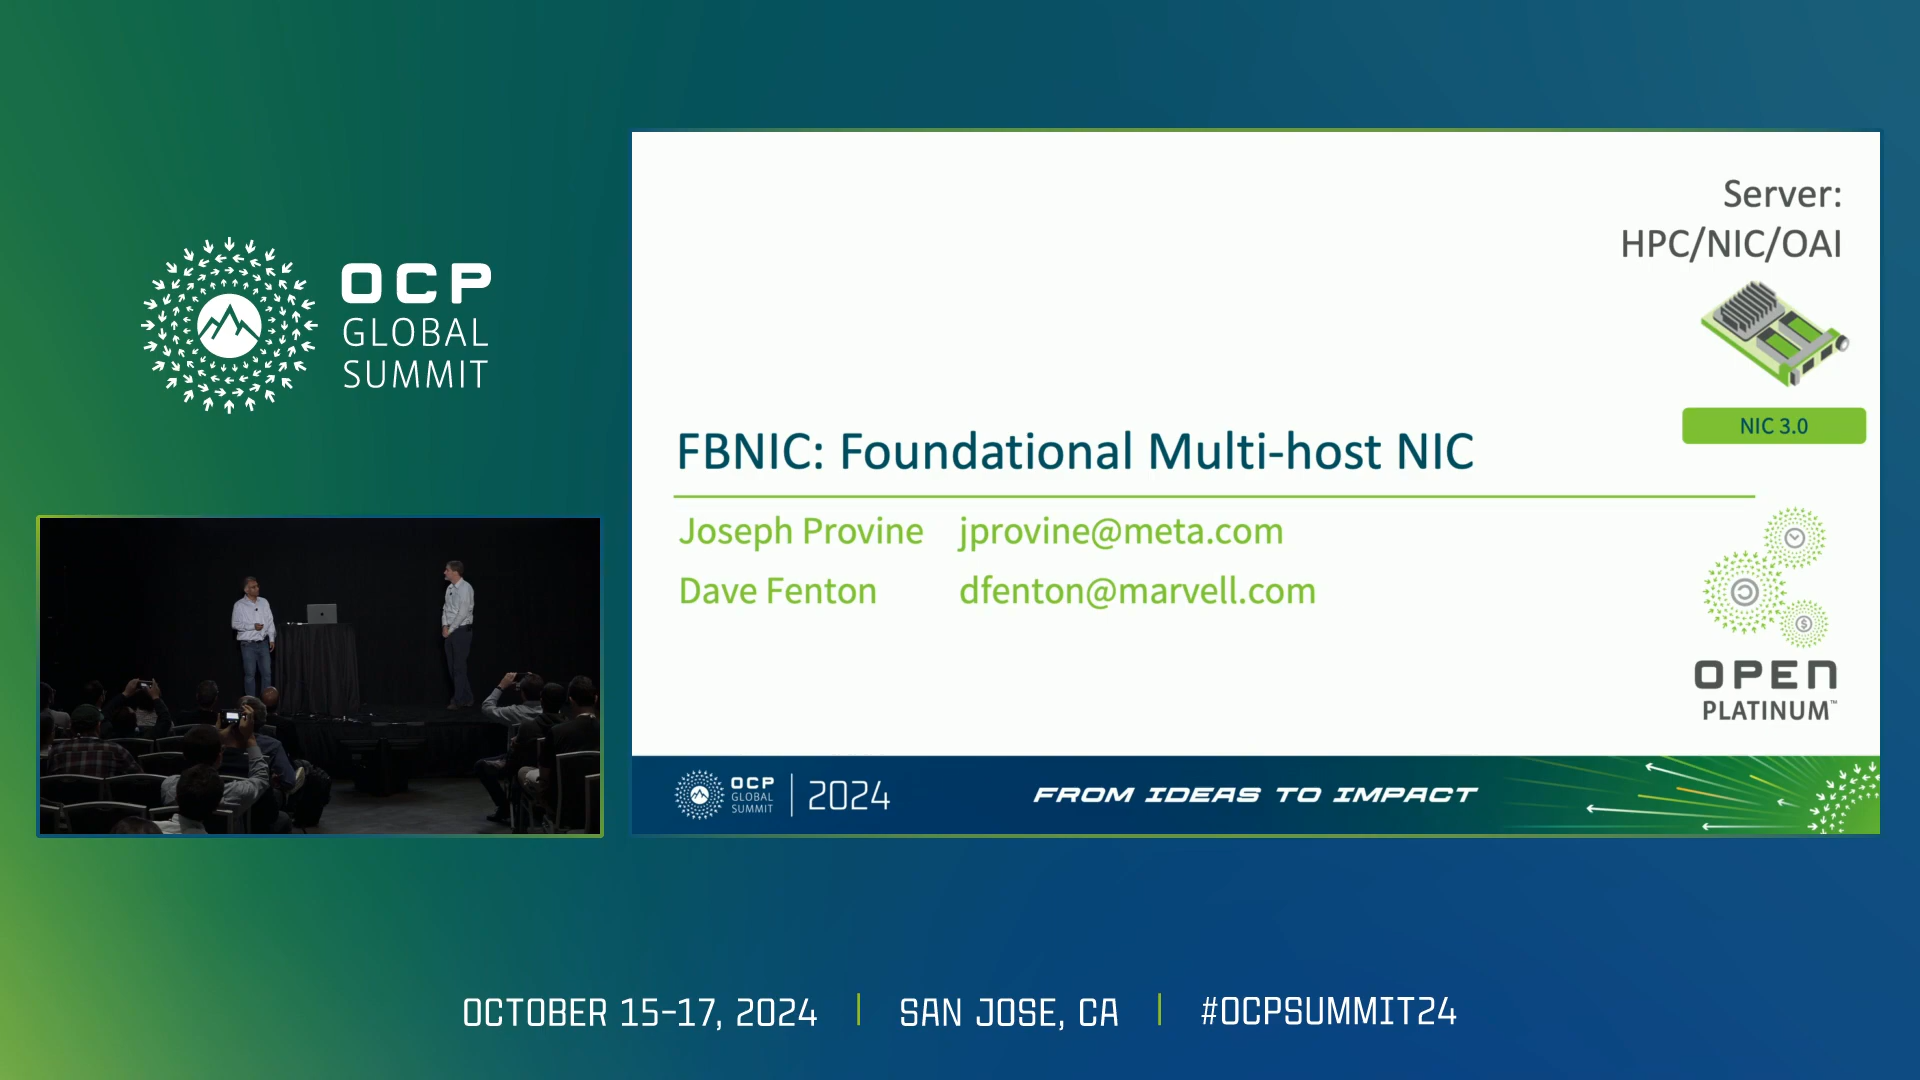 OCP
GLOBAL
SUMMIT
Server:
HPC/NIC/OAI
NIC 3.0
FBNIC: Foundational Multi-host NIC
Joseph Provine jprovine@meta.com
Dave Fenton dfenton@marvell.com
$
OPEN
PLATINUM™
OCP
GLOBAL
SUMMIT
2024
FROM IDEAS TO IMPACT
OCTOBER 15-17, 2024 | SAN JOSE, CA | #OCPSUMMIT24